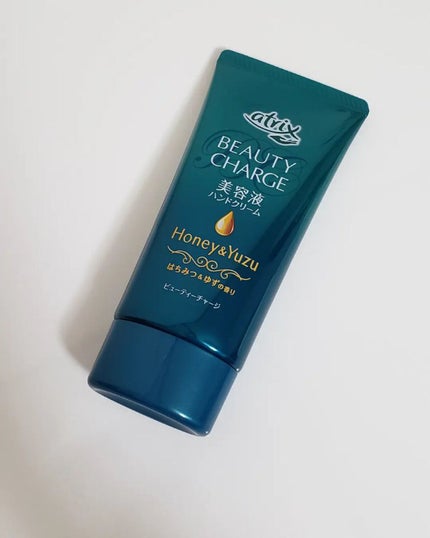 atrix
BEAUTY
CHARGE
美容液
ハンドクリーム
Honey&Yuzu
はちみつ&ゆずの香り
ビューティーチャージ